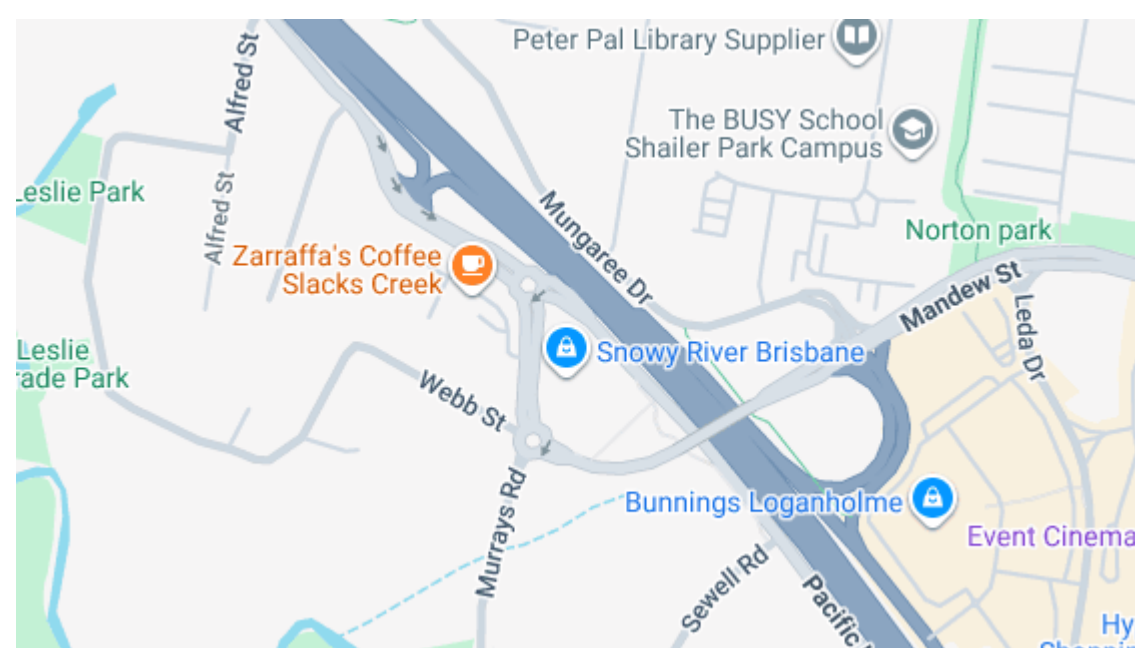 Alfred St
Peter Pal Library Supplier
The BUSY School
Shailer Park Campus
Leslie Park
Alfred St
Mungaree Dr
Norton park
Zarraffa's Coffee
Slacks Creek
Mandew St
Leda Dr
Leslie
rade Park
Snowy River Brisbane
Webb St
Murrays Rd
Bunnings Loganholme
Event Cinema
Sewell Rd
Pacific
Hy